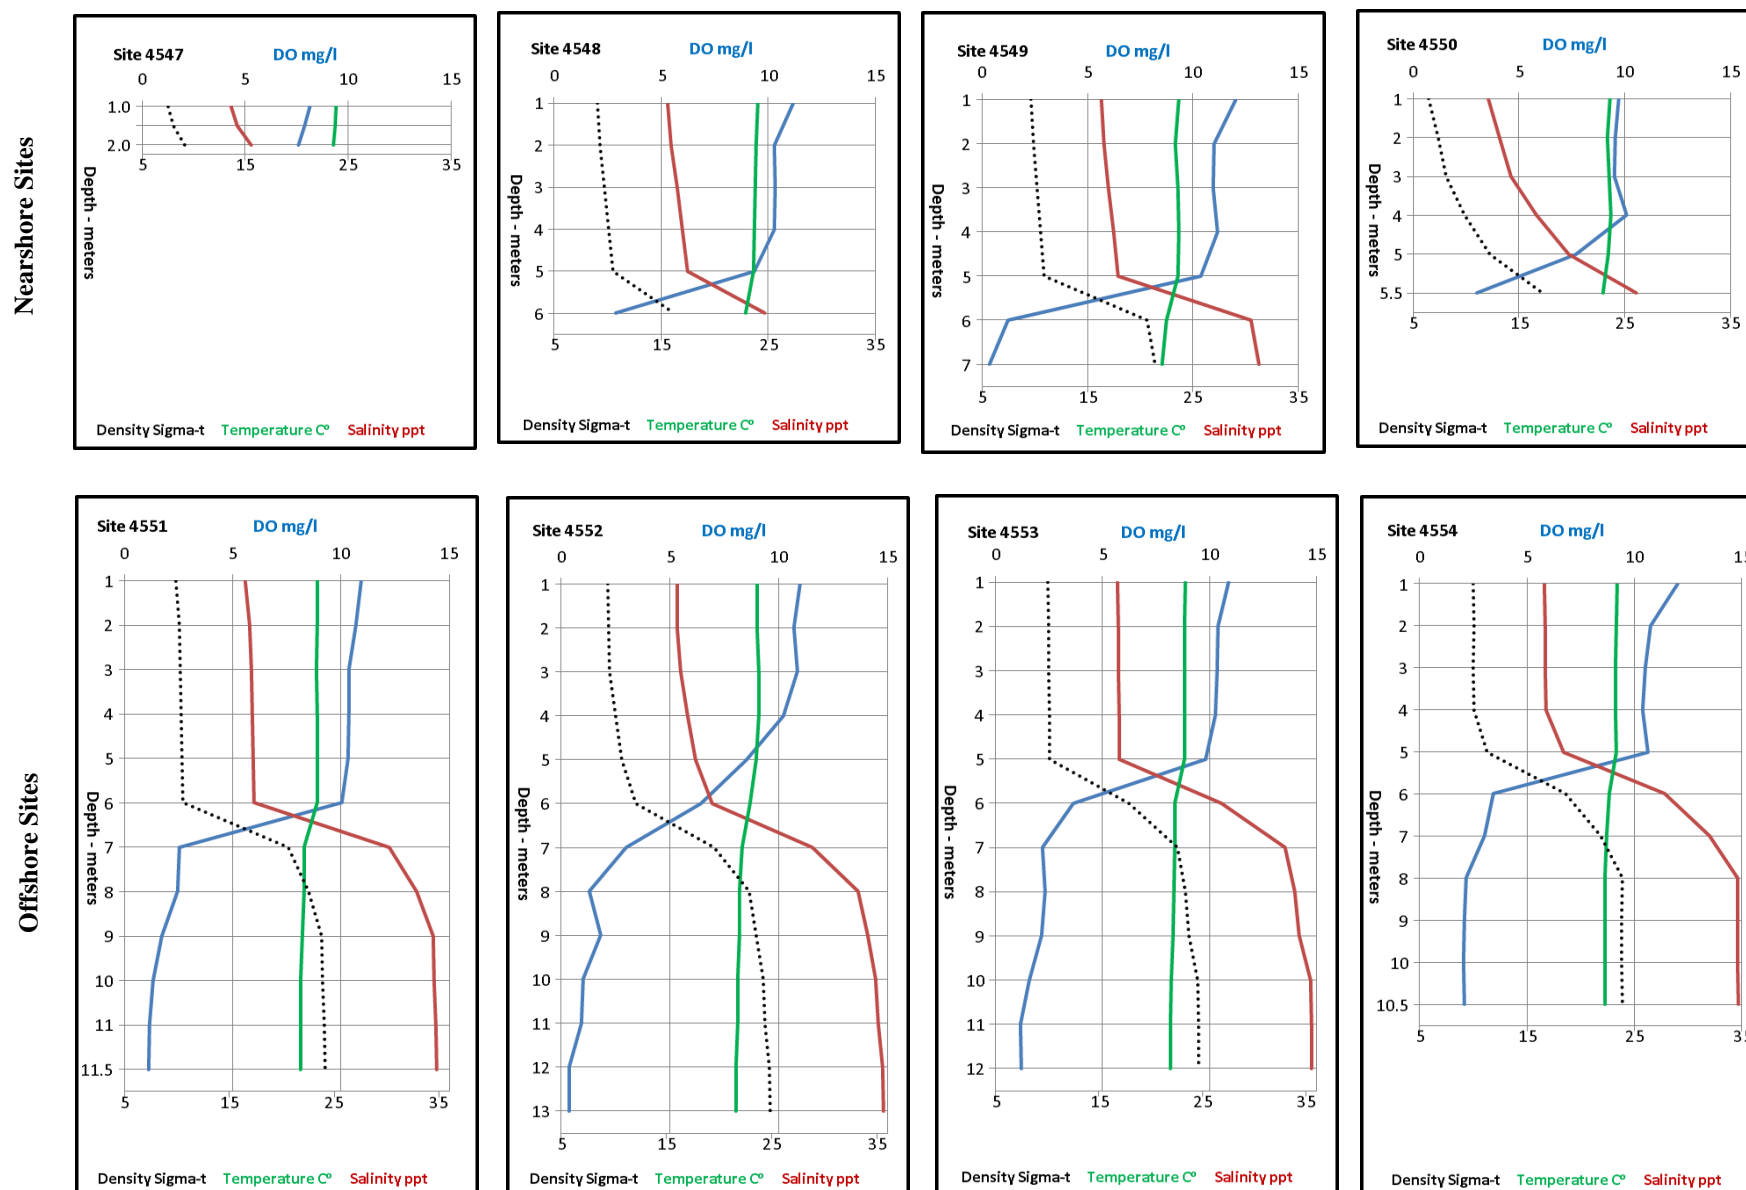 Nearshore Sites
Site 4547 DO mg/l
0 5 10 15
1.0
2.0
5 15 25 35
Depth - meters
Density Sigma-t Temperature Cº Salinity ppt
Site 4548 DO mg/l
0 5 10 15
1
2
3
4
5
6
5 15 25 35
Depth - meters
Density Sigma-t Temperature Cº Salinity ppt
Site 4549 DO mg/l
0 5 10 15
1
2
3
4
5
6
7
5 15 25 35
Depth - meters
Density Sigma-t Temperature Cº Salinity ppt
Site 4550 DO mg/l
0 5 10 15
1
2
3
4
5
5.5
5 15 25 35
Depth - meters
Density Sigma-t Temperature Cº Salinity ppt
Offshore Sites
Site 4551 DO mg/l
0 5 10 15
1
2
3
4
5
6
7
8
9
10
11
11.5
5 15 25 35
Depth - meters
Density Sigma-t Temperature Cº Salinity ppt
Site 4552 DO mg/l
0 5 10 15
1
2
3
4
5
6
7
8
9
10
11
12
13
5 15 25 35
Depth - meters
Density Sigma-t Temperature Cº Salinity ppt
Site 4553 DO mg/l
0 5 10 15
1
2
3
4
5
6
7
8
9
10
11
12
5 15 25 35
Depth - meters
Density Sigma-t Temperature Cº Salinity ppt
Site 4554 DO mg/l
0 5 10 15
1
2
3
4
5
6
7
8
9
10
10.5
5 15 25 35
Depth - meters
Density Sigma-t Temperature Cº Salinity ppt